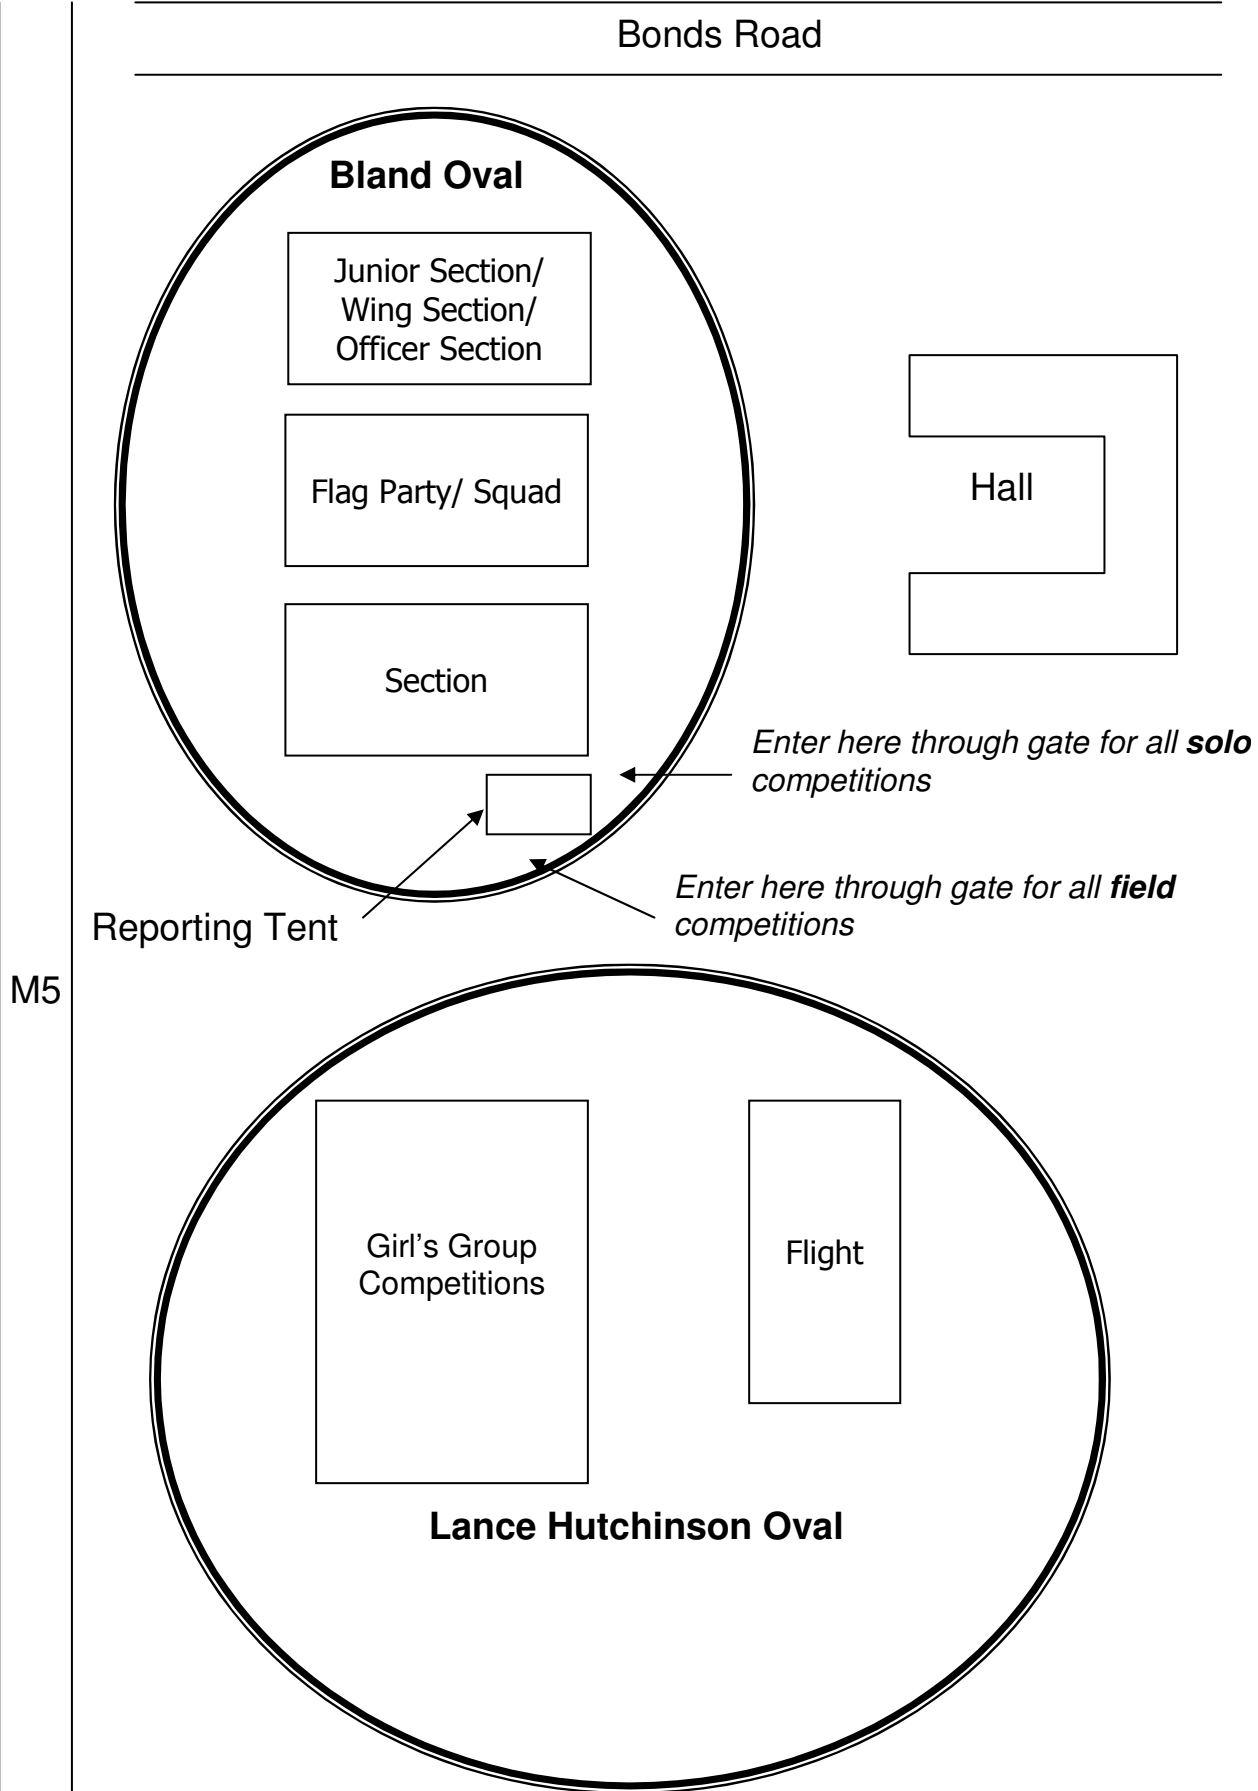 Bonds Road
Bland Oval
Junior Section/
Wing Section/
Officer Section
Flag Party/ Squad
Hall
Section
Enter here through gate for all solo
competitions
Enter here through gate for all field
competitions
Reporting Tent
M5
Girl’s Group
Competitions
Flight
Lance Hutchinson Oval